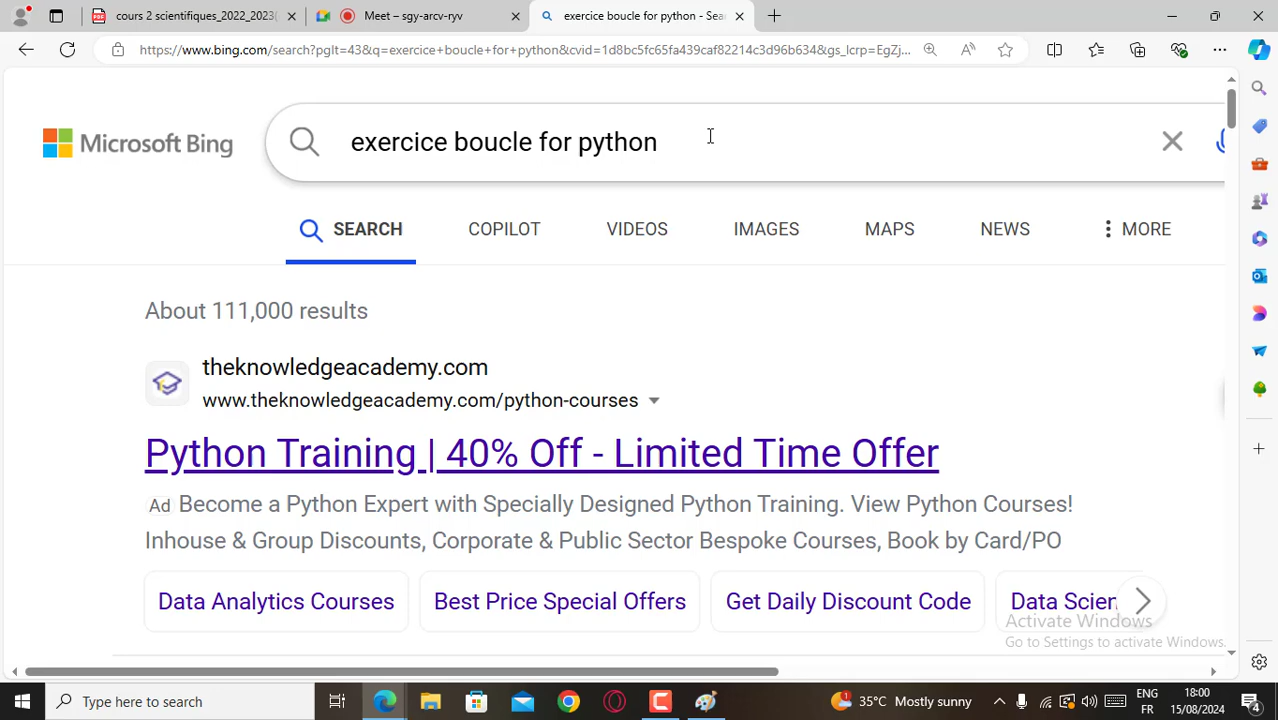 cours 2 scientifiques_2022_2023(
Meet – sgy-arcv-ryv
exercice boucle for python - Sea
https://www.bing.com/search?pglt=43&q=exercice+boucle+for+python&cvid=1d8bc5fc65fa439caf82214c3d96b634&gs_lcrp=EgZj...
Microsoft Bing
exercice boucle for python
SEARCH
COPILOT
VIDEOS
IMAGES
MAPS
NEWS
MORE
About 111,000 results
theknowledgeacademy.com
www.theknowledgeacademy.com/python-courses
Python Training | 40% Off - Limited Time Offer
Ad Become a Python Expert with Specially Designed Python Training. View Python Courses!
Inhouse & Group Discounts, Corporate & Public Sector Bespoke Courses, Book by Card/PO
Data Analytics Courses
Best Price Special Offers
Get Daily Discount Code
Data Scien
Activate Windows
Go to Settings to activate Windows.
Type here to search
35°C Mostly sunny
ENG
FR
18:00
15/08/2024